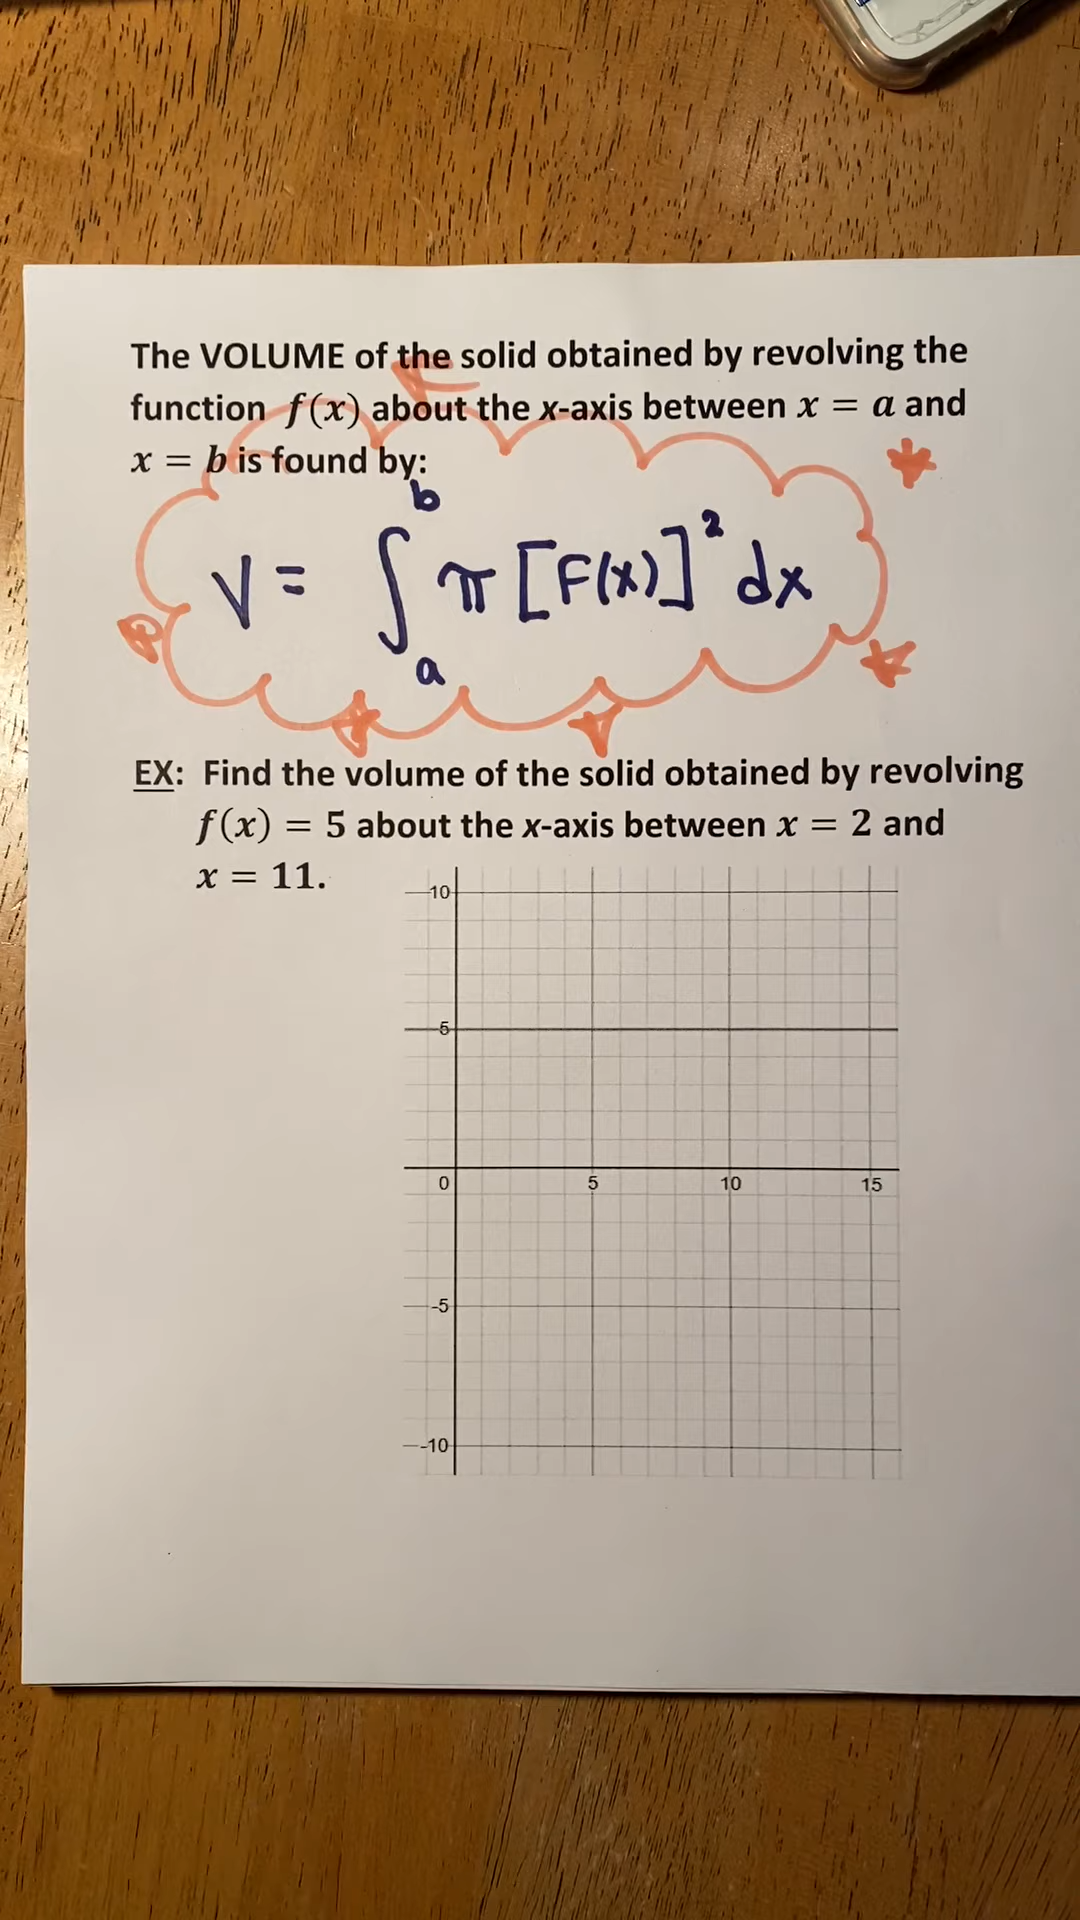 The VOLUME of the solid obtained by revolving the
function f(x) about the x-axis between x = a and
x = b is found by:
V = ∫ₐᵇ π [F(x)]² dx
EX: Find the volume of the solid obtained by revolving
f(x) = 5 about the x-axis between x = 2 and
x = 11.
10
5
0 5 10 15
-5
-10